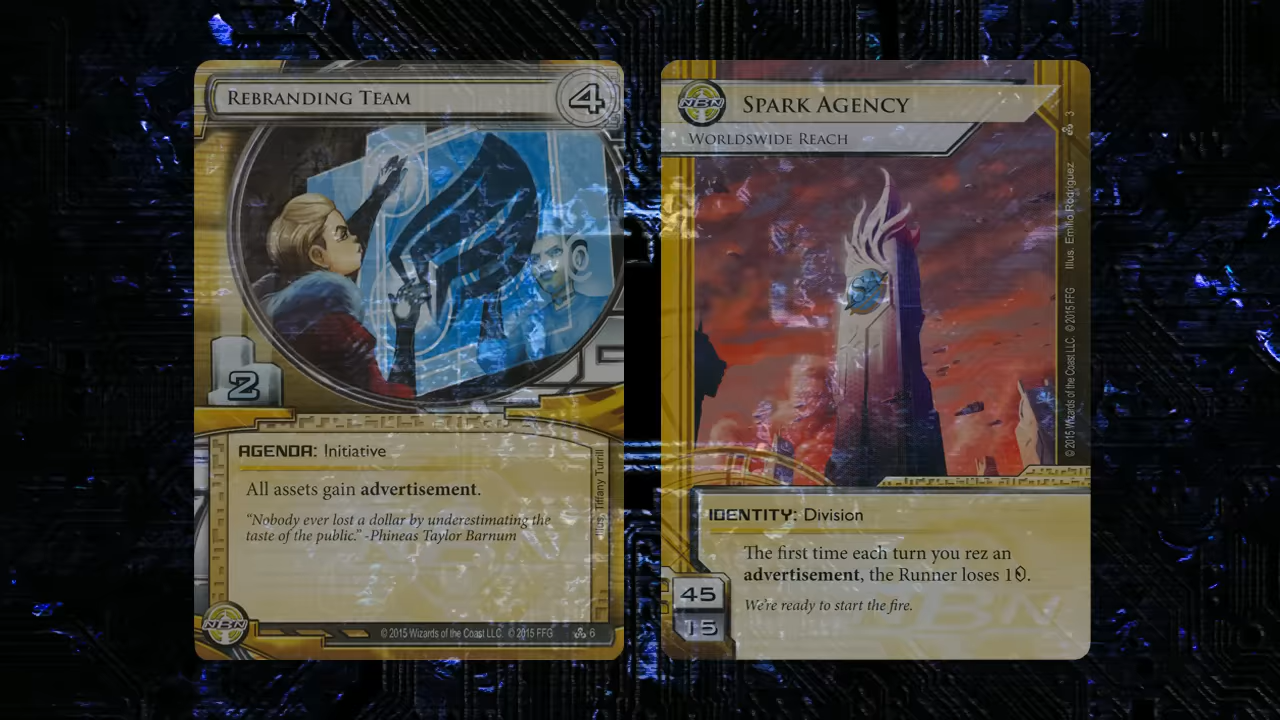 REBRANDING TEAM
4
2
AGENDA: Initiative
All assets gain advertisement.
“Nobody ever lost a dollar by underestimating the
taste of the public.” -Phineas Taylor Barnum
Illus. Tiffany Turrill
NBN
© 2015 Wizards of the Coast LLC. © 2015 FFG
6
NBN
SPARK AGENCY
WORLDSWIDE REACH
3
Illus. Emilio Rodriguez
© 2015 Wizards of the Coast LLC. © 2015 FFG
IDENTITY: Division
The first time each turn you rez an
advertisement, the Runner loses 1.
We're ready to start the fire.
45
15
NBN